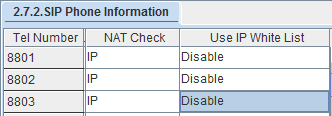 2.7.2.SIP Phone Information
Tel Number NAT Check Use IP White List
8801 IP Disable
8802 IP Disable
8803 IP Disable